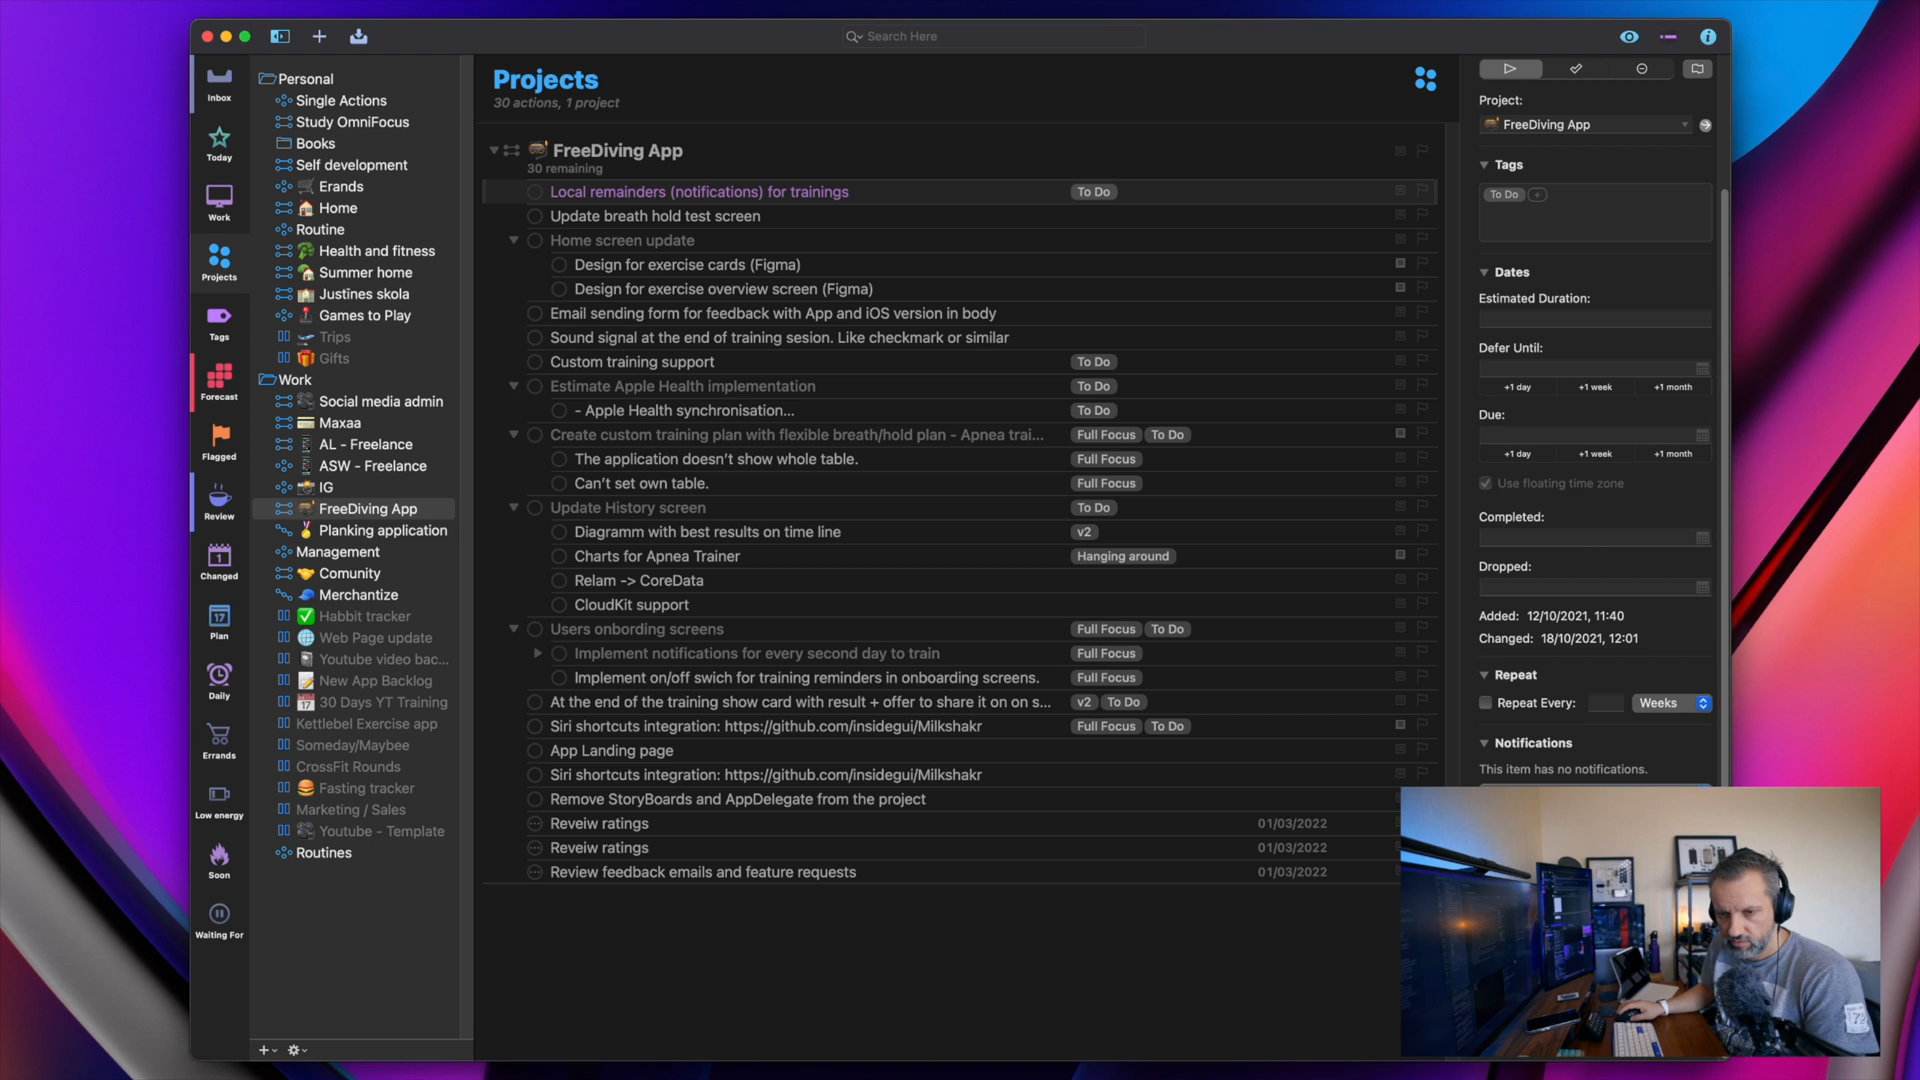 Search Here
Inbox
Today
Work
Projects
Tags
Forecast
Flagged
Review
1
Changed
17
Plan
Daily
Errands
Low energy
Soon
Waiting For
Personal
Single Actions
Study OmniFocus
Books
Self development
Erands
Home
Routine
Health and fitness
Summer home
Justīnes skola
Games to Play
Trips
Gifts
Work
Social media admin
Maxaa
AL - Freelance
ASW - Freelance
IG
FreeDiving App
Planking application
Management
Comunity
Merchantize
Habbit tracker
Web Page update
Youtube video bac...
New App Backlog
30 Days YT Training
Kettlebel Exercise app
Someday/Maybee
CrossFit Rounds
Fasting tracker
Marketing / Sales
Youtube - Template
Routines
Projects
30 actions, 1 project
FreeDiving App
30 remaining
Local remainders (notifications) for trainings To Do
Update breath hold test screen
Home screen update
Design for exercise cards (Figma)
Design for exercise overview screen (Figma)
Email sending form for feedback with App and iOS version in body
Sound signal at the end of training sesion. Like checkmark or similar
Custom training support To Do
Estimate Apple Health implementation To Do
- Apple Health synchronisation... To Do
Create custom training plan with flexible breath/hold plan - Apnea trai... Full Focus To Do
The application doesn't show whole table. Full Focus
Can't set own table. Full Focus
Update History screen To Do
Diagramm with best results on time line v2
Charts for Apnea Trainer Hanging around
Relam -> CoreData
CloudKit support
Users onbording screens Full Focus To Do
Implement notifications for every second day to train Full Focus
Implement on/off swich for training reminders in onboarding screens. Full Focus
At the end of the training show card with result + offer to share it on on s... v2 To Do
Siri shortcuts integration: https://github.com/insidegui/Milkshakr Full Focus To Do
App Landing page
Siri shortcuts integration: https://github.com/insidegui/Milkshakr
Remove StoryBoards and AppDelegate from the project
Reveiw ratings 01/03/2022
Reveiw ratings 01/03/2022
Review feedback emails and feature requests 01/03/2022
Project:
FreeDiving App
Tags
To Do
Dates
Estimated Duration:
Defer Until:
+1 day +1 week +1 month
Due:
+1 day +1 week +1 month
Use floating time zone
Completed:
Dropped:
Added: 12/10/2021, 11:40
Changed: 18/10/2021, 12:01
Repeat
Repeat Every: Weeks
Notifications
This item has no notifications.